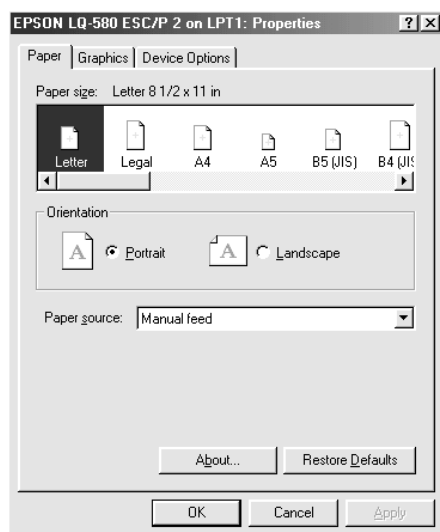 EPSON LQ-580 ESC/P 2 on LPT1: Properties ? ×
Paper Graphics Device Options
Paper size: Letter 8 1/2 x 11 in
Letter Legal A4 A5 B5 (JIS) B4 (JIS
Orientation
A Portrait A Landscape
Paper source: Manual feed
About... Restore Defaults
OK Cancel Apply